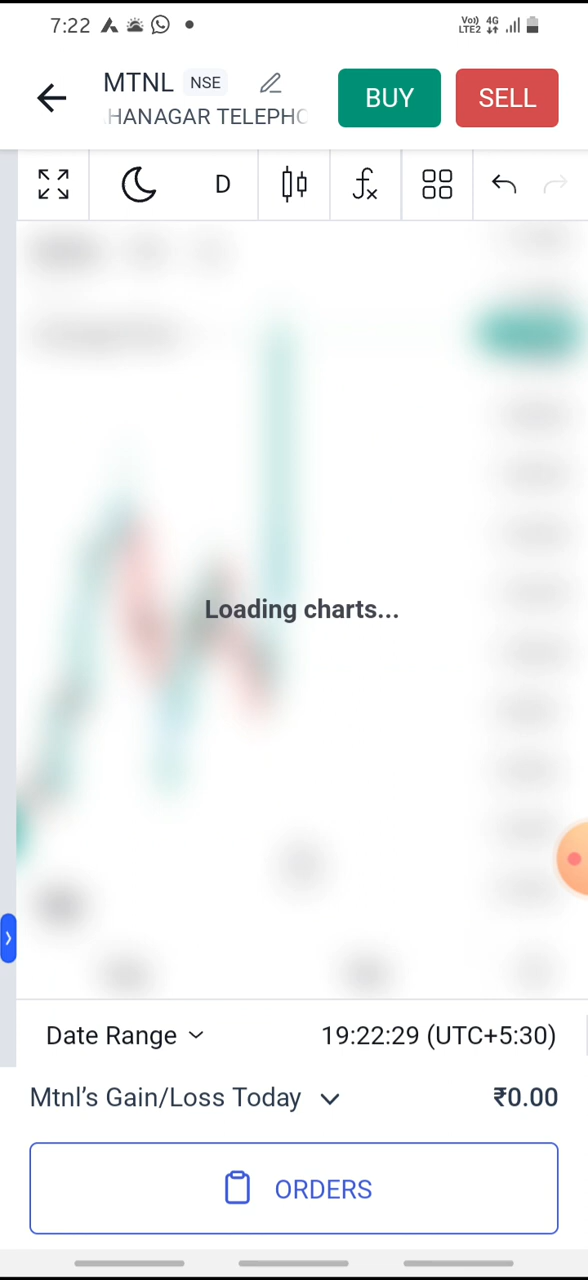 7:22
Vo)) 4G
LTE2
MTNL NSE
HANAGAR TELEPHO
BUY
SELL
D
fx
Loading charts...
Date Range
19:22:29 (UTC+5:30)
Mtnl’s Gain/Loss Today
₹0.00
ORDERS